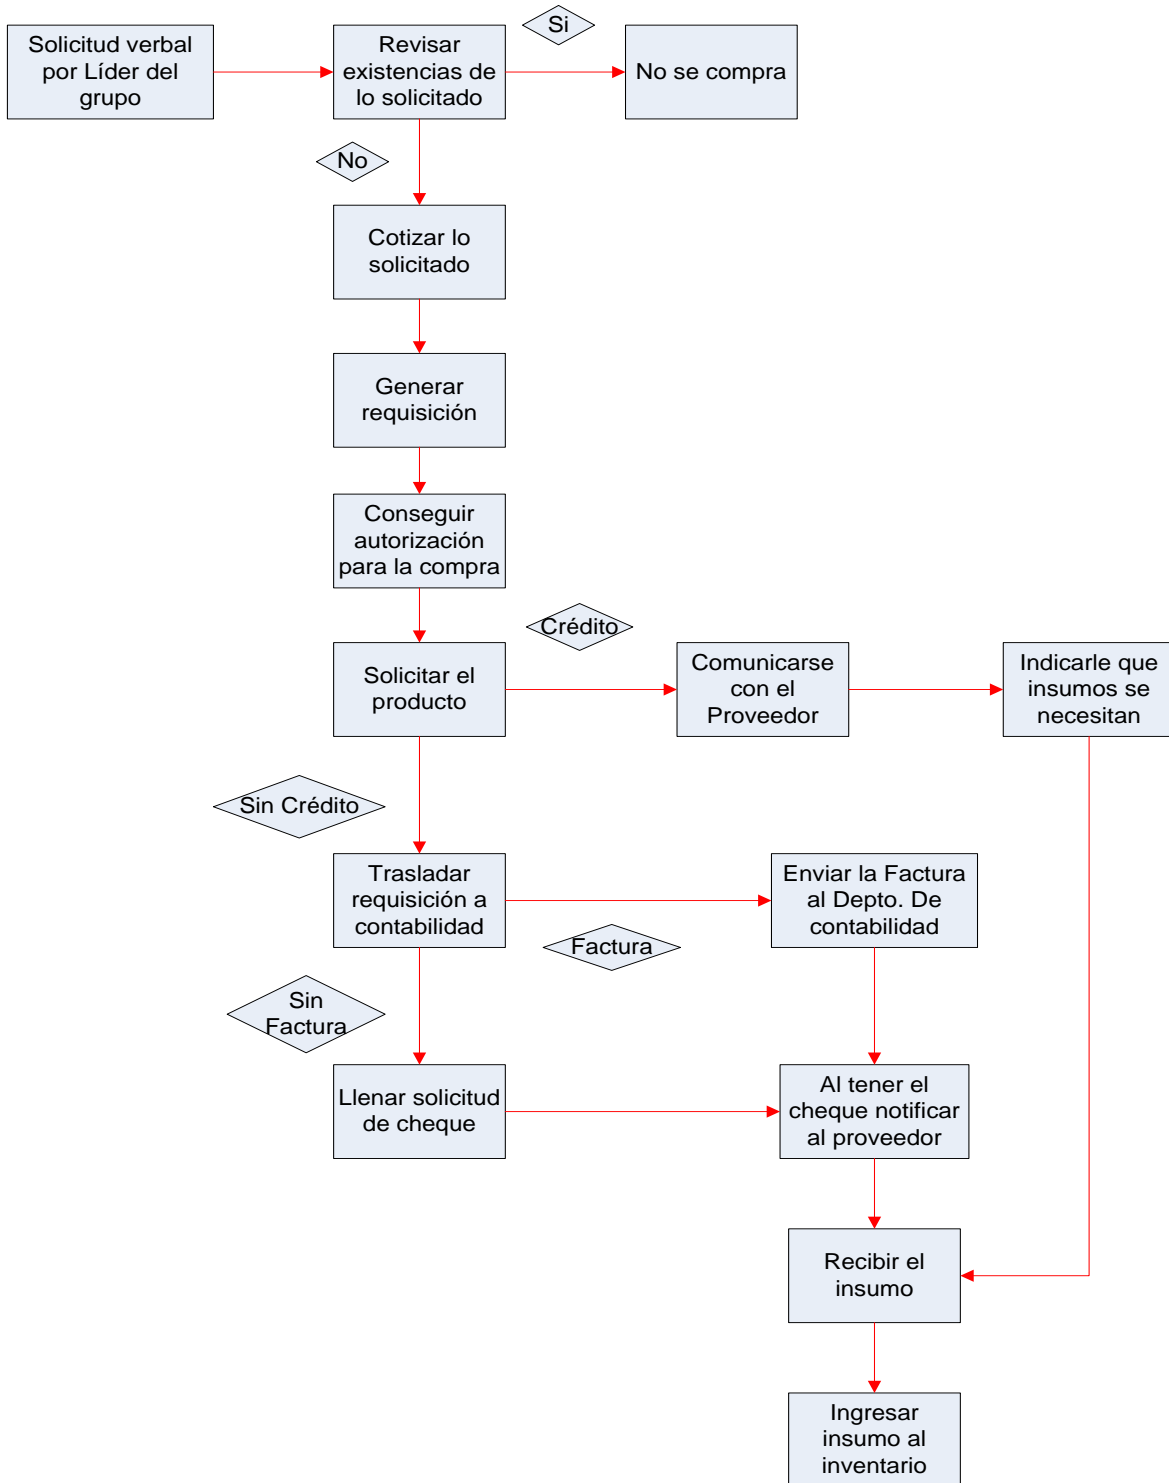 Solicitud verbal
por Líder del
grupo
Revisar
existencias de
lo solicitado
Si
No se compra
No
Cotizar lo
solicitado
Generar
requisición
Conseguir
autorización
para la compra
Crédito
Solicitar el
producto
Comunicarse
con el
Proveedor
Indicarle que
insumos se
necesitan
Sin Crédito
Trasladar
requisición a
contabilidad
Factura
Enviar la Factura
al Depto. De
contabilidad
Sin
Factura
Llenar solicitud
de cheque
Al tener el
cheque notificar
al proveedor
Recibir el
insumo
Ingresar
insumo al
inventario